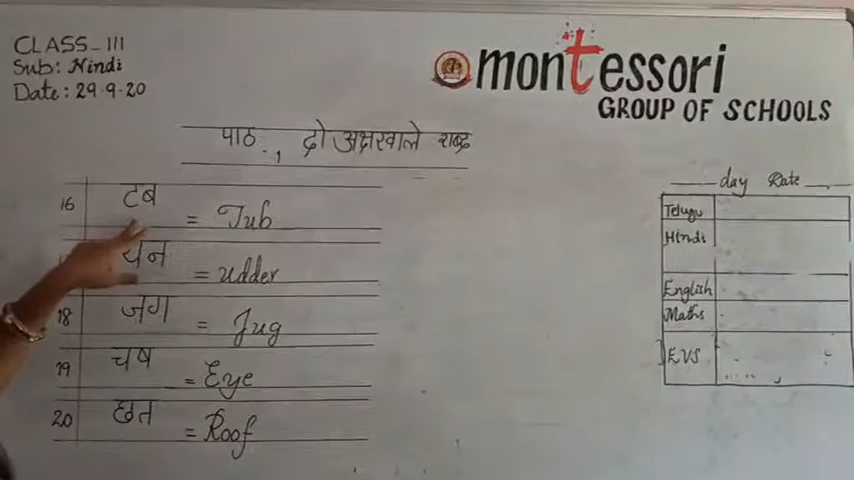 CLASS-III
Sub: Hindi
Date: 29-9-20
montessori
GROUP OF SCHOOLS
पाठ , दो अक्षरवाले शब्द
16 टब = Tub
थन = udder
18 जग = Jug
19 चष = Eye
20 छत = Roof
day Rate
Telugu
Hindi
English
Maths
EVS